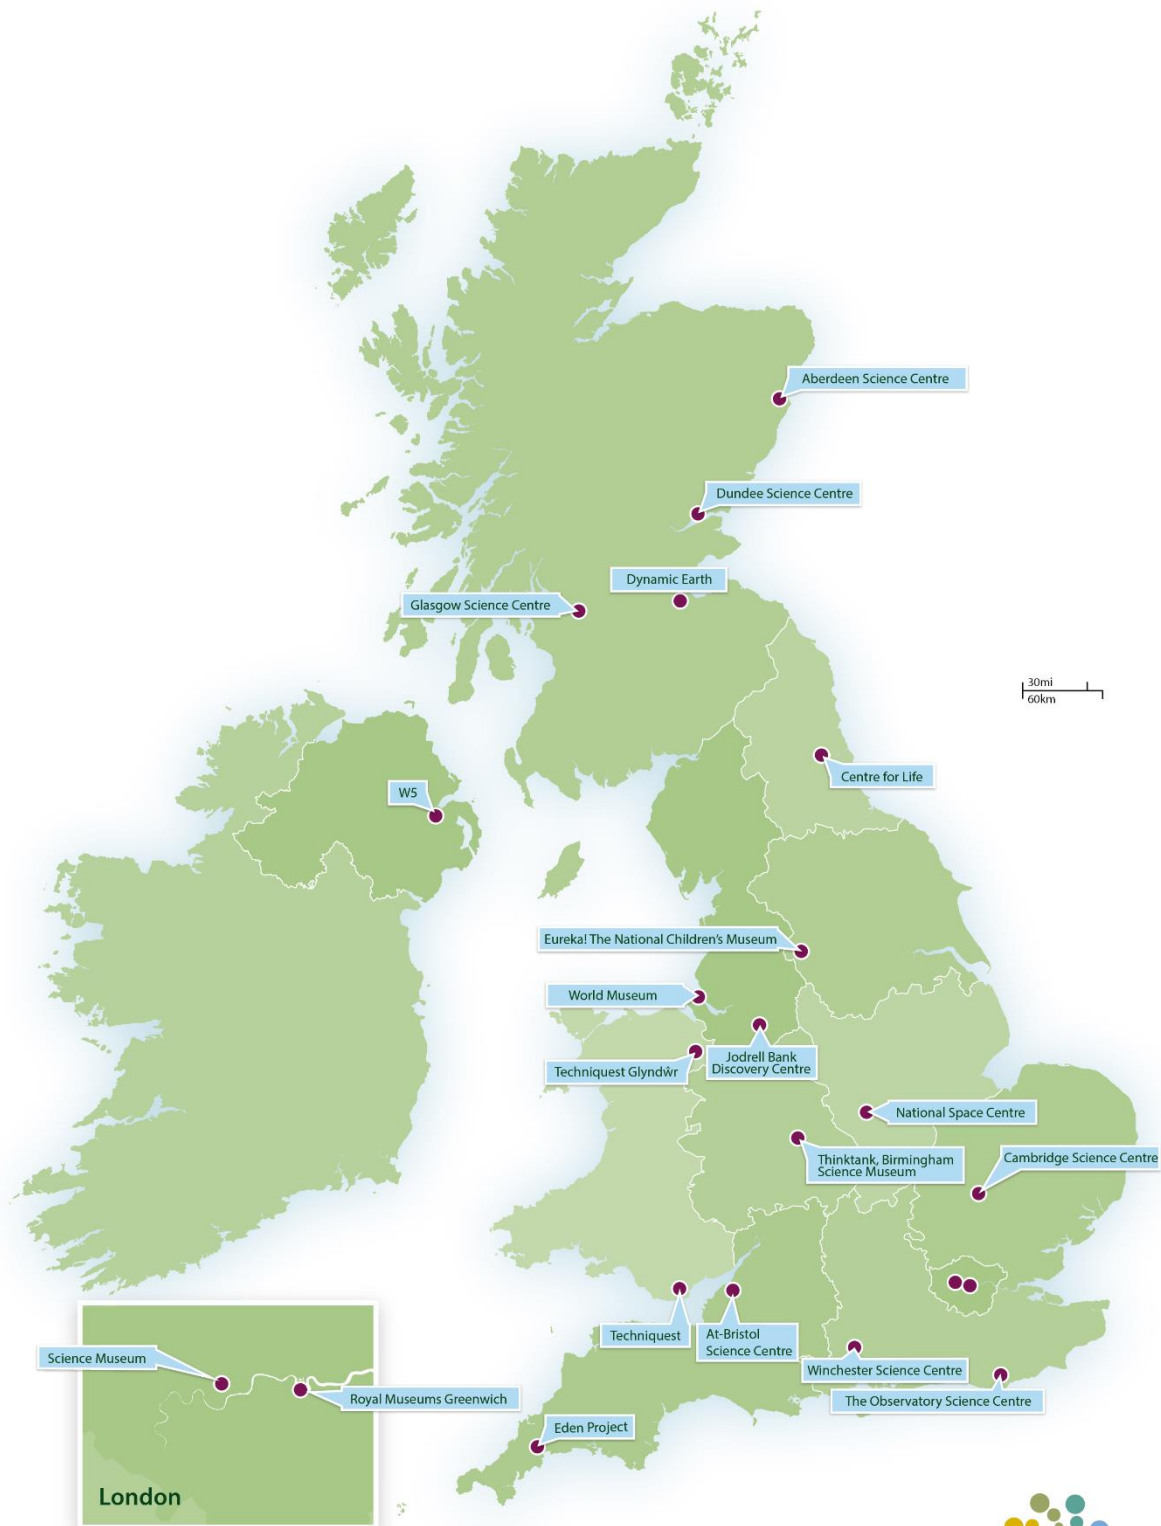 Aberdeen Science Centre
Dundee Science Centre
Dynamic Earth
Glasgow Science Centre
30mi
60km
Centre for Life
W5
Eureka! The National Children's Museum
World Museum
Jodrell Bank
Discovery Centre
Techniquest Glyndŵr
National Space Centre
Thinktank, Birmingham
Science Museum
Cambridge Science Centre
Techniquest
At-Bristol
Science Centre
Winchester Science Centre
The Observatory Science Centre
Science Museum
Royal Museums Greenwich
Eden Project
London